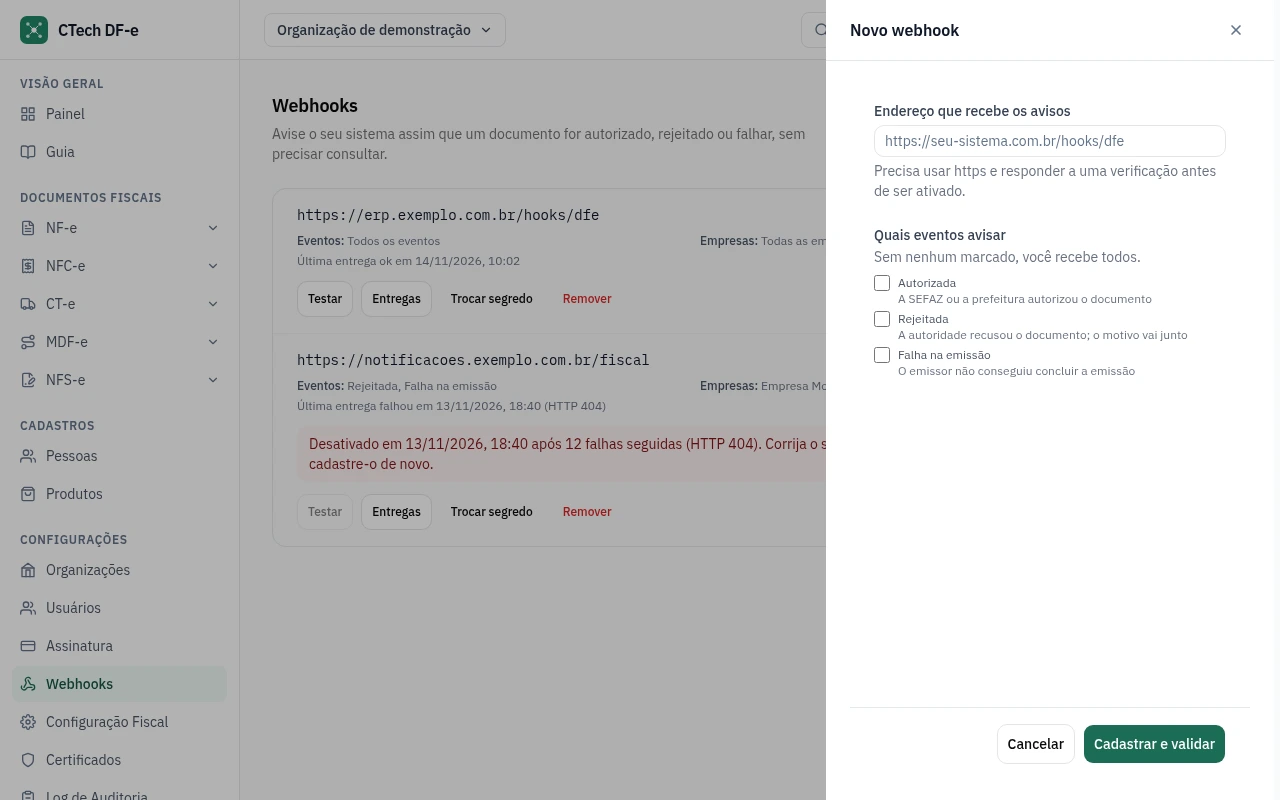 CTech DF-e
Organização de demonstração
VISÃO GERAL
Painel
Guia
DOCUMENTOS FISCAIS
NF-e
NFC-e
CT-e
MDF-e
NFS-e
CADASTROS
Pessoas
Produtos
CONFIGURAÇÕES
Organizações
Usuários
Assinatura
Webhooks
Configuração Fiscal
Certificados
Log de Auditoria
Webhooks
Avise o seu sistema assim que um documento for autorizado, rejeitado ou falhar, sem
precisar consultar.
https://erp.exemplo.com.br/hooks/dfe
Eventos: Todos os eventos
Empresas: Todas as em
Última entrega ok em 14/11/2026, 10:02
Testar
Entregas
Trocar segredo
Remover
https://notificacoes.exemplo.com.br/fiscal
Eventos: Rejeitada, Falha na emissão
Empresas: Empresa Mo
Última entrega falhou em 13/11/2026, 18:40 (HTTP 404)
Desativado em 13/11/2026, 18:40 após 12 falhas seguidas (HTTP 404). Corrija o s
cadastre-o de novo.
Testar
Entregas
Trocar segredo
Remover
Novo webhook
Endereço que recebe os avisos
https://seu-sistema.com.br/hooks/dfe
Precisa usar https e responder a uma verificação antes
de ser ativado.
Quais eventos avisar
Sem nenhum marcado, você recebe todos.
Autorizada
A SEFAZ ou a prefeitura autorizou o documento
Rejeitada
A autoridade recusou o documento; o motivo vai junto
Falha na emissão
O emissor não conseguiu concluir a emissão
Cancelar
Cadastrar e validar